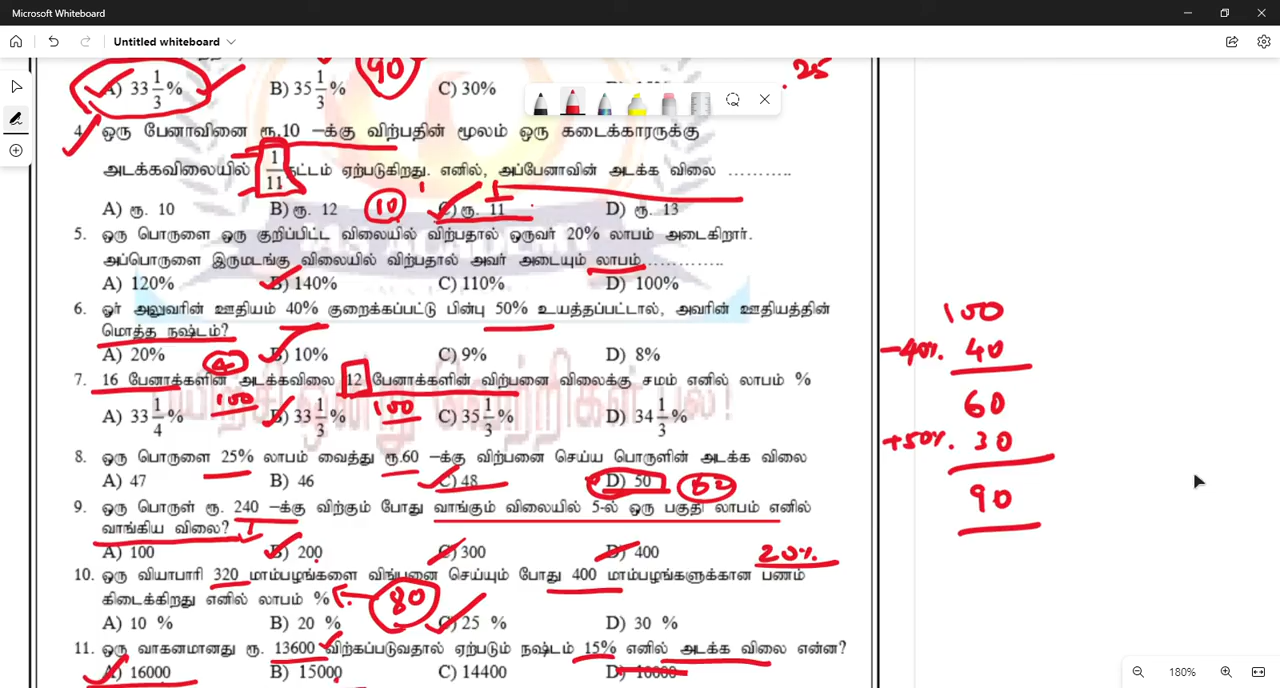 Microsoft Whiteboard
Untitled whiteboard
90
25
A) 33 1/3 % B) 35 1/3 % C) 30%
4. ஒரு பேனாவினை ரூ.10 –க்கு விற்பதின் மூலம் ஒரு கடைக்காரருக்கு
அடக்கவிலையில் 1/11 நட்டம் ஏற்படுகிறது. எனில், அப்பேனாவின் அடக்க விலை ...........
A) ரூ. 10 B) ரூ. 12 10 C) ரூ. 11 D) ரூ. 13
5. ஒரு பொருளை ஒரு குறிப்பிட்ட விலையில் விற்பதால் ஒருவர் 20% லாபம் அடைகிறார்.
அப்பொருளை இருமடங்கு விலையில் விற்பதால் அவர் அடையும் லாபம்..............
A) 120% B) 140% C) 110% D) 100%
6. ஓர் அலுவரின் ஊதியம் 40% குறைக்கப்பட்டு பின்பு 50% உயத்தப்பட்டால், அவரின் ஊதியத்தின்
மொத்த நஷ்டம்?
A) 20% B) 10% C) 9% D) 8%
7. 16 பேனாக்களின் அடக்கவிலை 12 பேனாக்களின் விற்பனை விலைக்கு சமம் எனில் லாபம் %
100 100
A) 33 1/4 % B) 33 1/3 % C) 35 1/3 % D) 34 1/3 %
8. ஒரு பொருளை 25% லாபம் வைத்து ரூ.60 –க்கு விற்பனை செய்ய பொருளின் அடக்க விலை
A) 47 B) 46 C) 48 D) 50
9. ஒரு பொருள் ரூ. 240 –க்கு விற்கும் போது வாங்கும் விலையில் 5-ல் ஒரு பகுதி லாபம் எனில்
வாங்கிய விலை?
A) 100 B) 200 C) 300 D) 400 20%
10. ஒரு வியாபாரி 320 மாம்பழங்களை விற்பனை செய்யும் போது 400 மாம்பழங்களுக்கான பணம்
கிடைக்கிறது எனில் லாபம் % 80
A) 10 % B) 20 % C) 25 % D) 30 %
11. ஒரு வாகனமானது ரூ. 13600 விற்கப்படுவதால் ஏற்படும் நஷ்டம் 15% எனில் அடக்க விலை என்ன?
A) 16000 B) 15000 C) 14400
100
-40%. 40
60
+50%. 30
90
180%